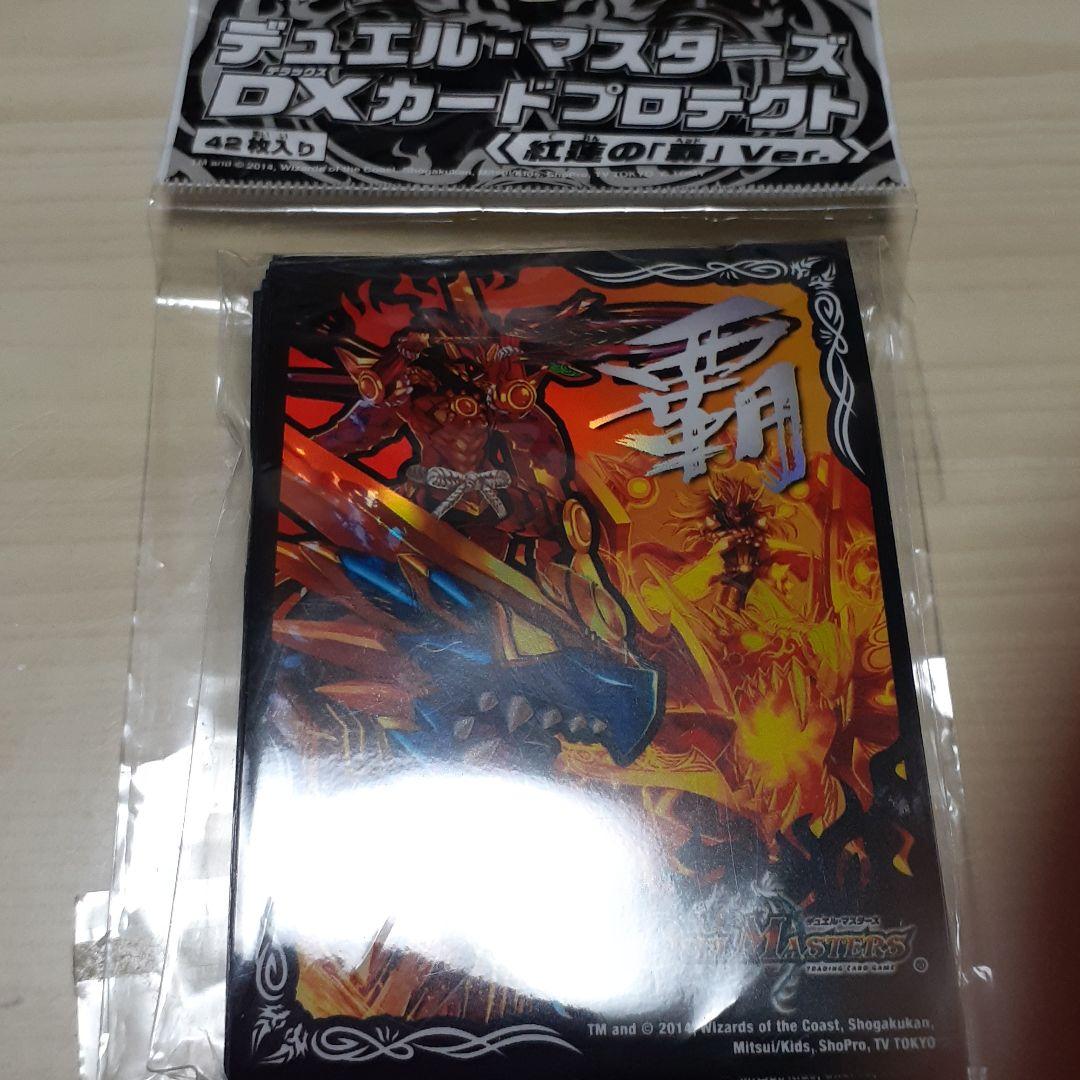 デュエル・マスターズ
デラックス
DXカードプロテクト
42枚入り
紅蓮の「覇」Ver.
TM and © 2014, Wizards of the Coast, Shogakukan, Mitsui/Kids, ShoPro, TV TOKYO
覇
デュエル・マスターズ
MASTERS
TRADING CARD GAME
®
TM and © 2014, Wizards of the Coast, Shogakukan,
Mitsui/Kids, ShoPro, TV TOKYO